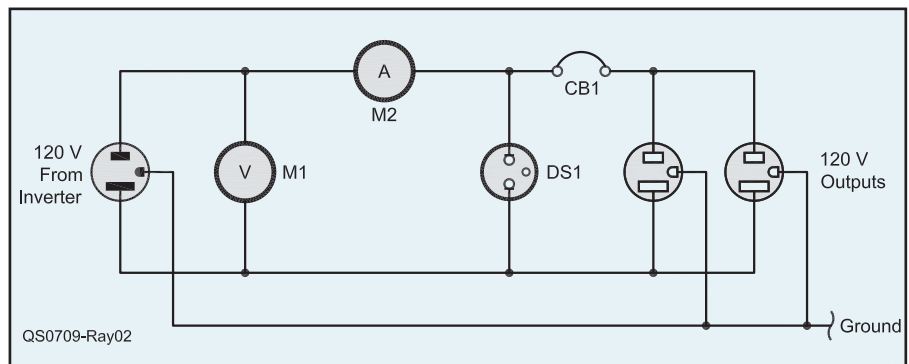 A
M2
CB1
120 V
From
Inverter
V
M1
DS1
120 V
Outputs
QS0709-Ray02
Ground